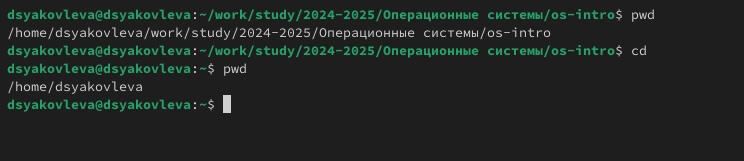 dsyakovleva@dsyakovleva:~/work/study/2024-2025/Операционные системы/os-intro$ pwd
/home/dsyakovleva/work/study/2024-2025/Операционные системы/os-intro
dsyakovleva@dsyakovleva:~/work/study/2024-2025/Операционные системы/os-intro$ cd
dsyakovleva@dsyakovleva:~$ pwd
/home/dsyakovleva
dsyakovleva@dsyakovleva:~$